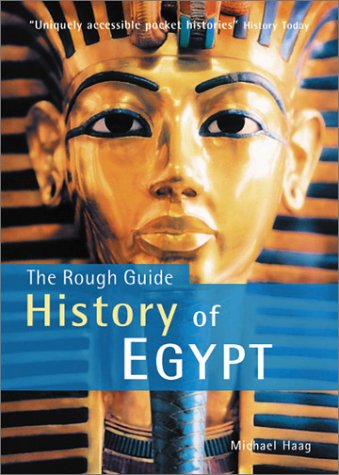 "Uniquely accessible pocket histories" History Today
The Rough Guide
History of
EGYPT
Michael Haag